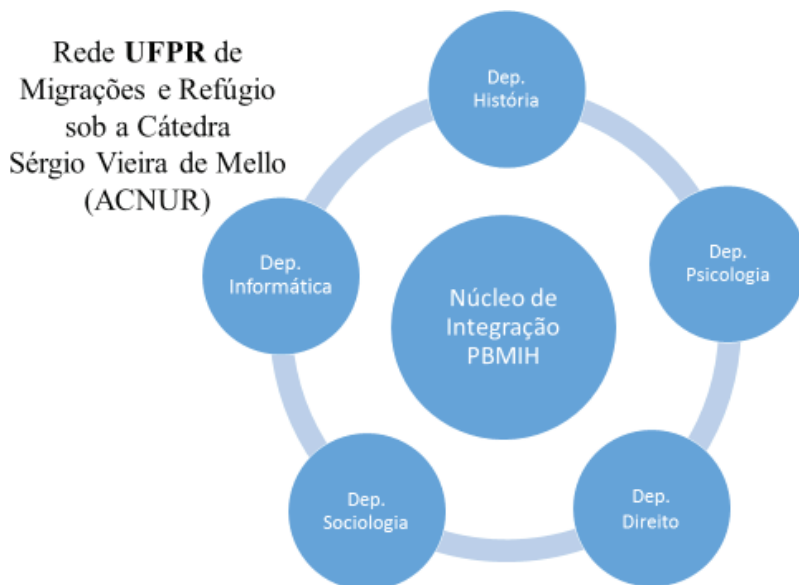 Rede UFPR de
Migrações e Refúgio
sob a Cátedra
Sérgio Vieira de Mello
(ACNUR)
Dep.
História
Dep.
Psicologia
Dep.
Direito
Dep.
Sociologia
Dep.
Informática
Núcleo de
Integração
PBMIH